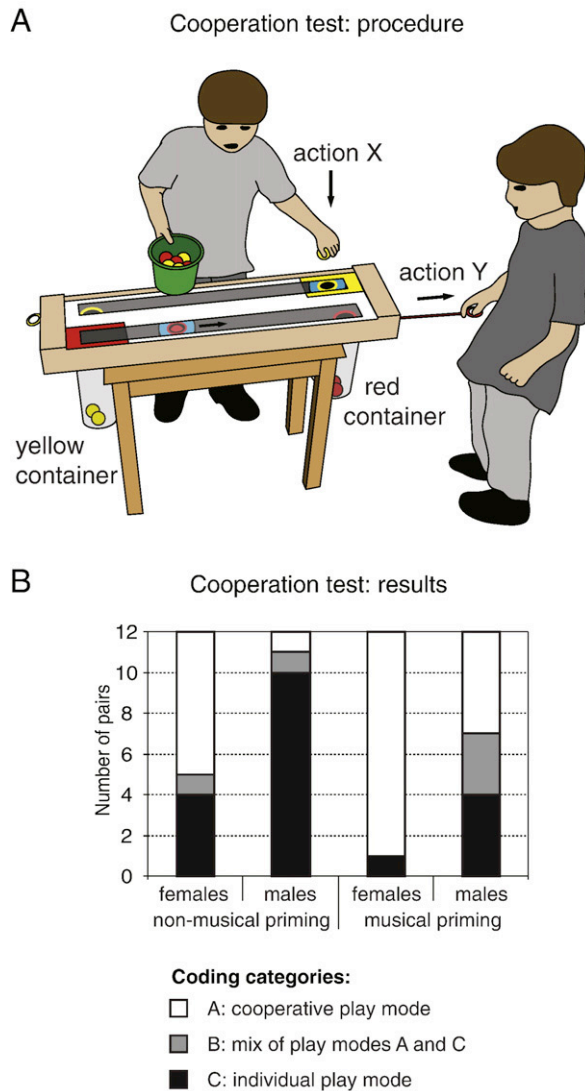 A
Cooperation test: procedure
action X
action Y
red
container
yellow
container
B
Cooperation test: results
Number of pairs
12
10
8
6
4
2
0
females
males
females
males
non-musical priming
musical priming
Coding categories:
A: cooperative play mode
B: mix of play modes A and C
C: individual play mode